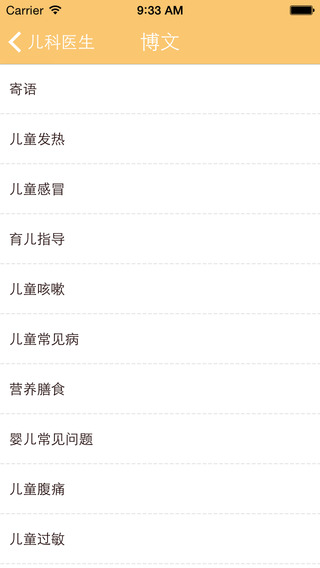 Carrier 9:33 AM
儿科医生 博文
寄语
儿童发热
儿童感冒
育儿指导
儿童咳嗽
儿童常见病
营养膳食
婴儿常见问题
儿童腹痛
儿童过敏